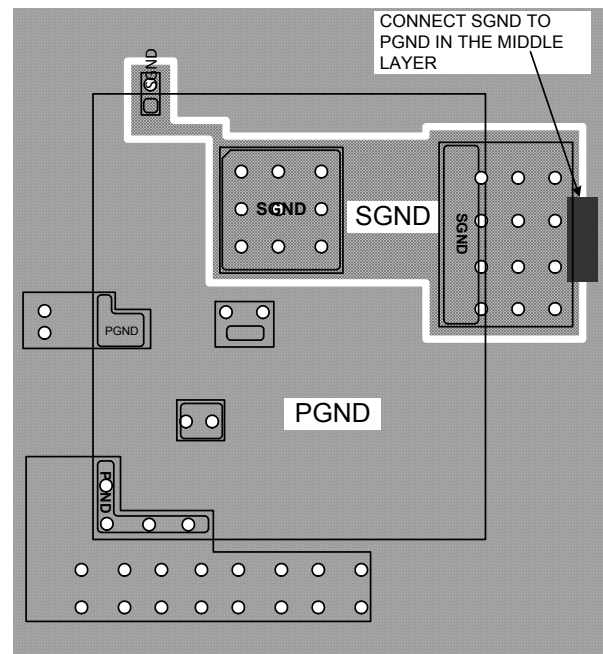 CONNECT SGND TO
PGND IN THE MIDDLE
LAYER
SGND
SGND
SGND
SGND
PGND
PGND
PGND